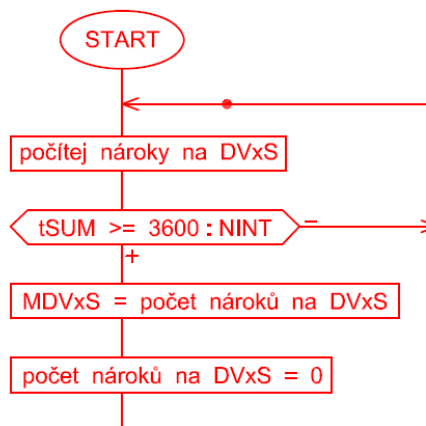 START
počítej nároky na DVxS
tSUM >= 3600 : NINT
–
+
MDVxS = počet nároků na DVxS
počet nároků na DVxS = 0